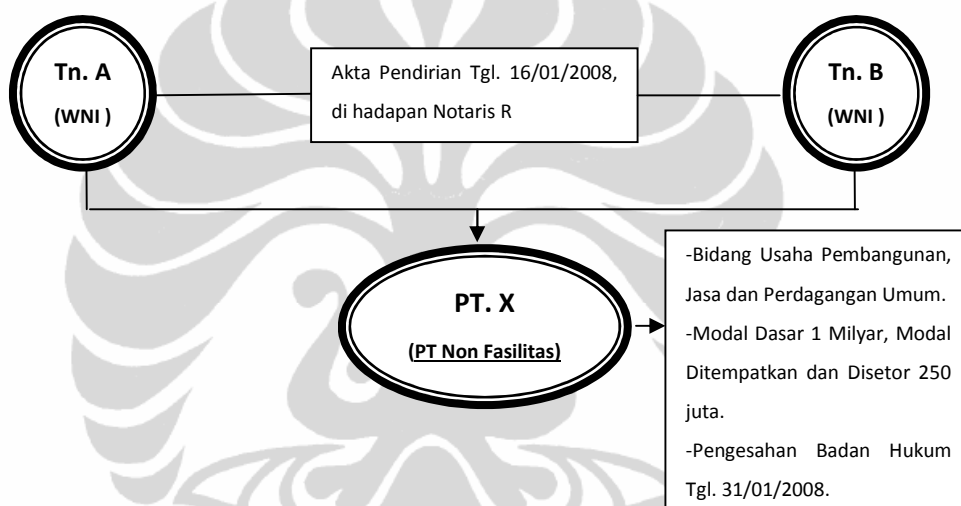 Tn. A
(WNI )
Akta Pendirian Tgl. 16/01/2008,
di hadapan Notaris R
Tn. B
(WNI )
PT. X
(PT Non Fasilitas)
-Bidang Usaha Pembangunan,
Jasa dan Perdagangan Umum.
-Modal Dasar 1 Milyar, Modal
Ditempatkan dan Disetor 250
juta.
-Pengesahan Badan Hukum
Tgl. 31/01/2008.